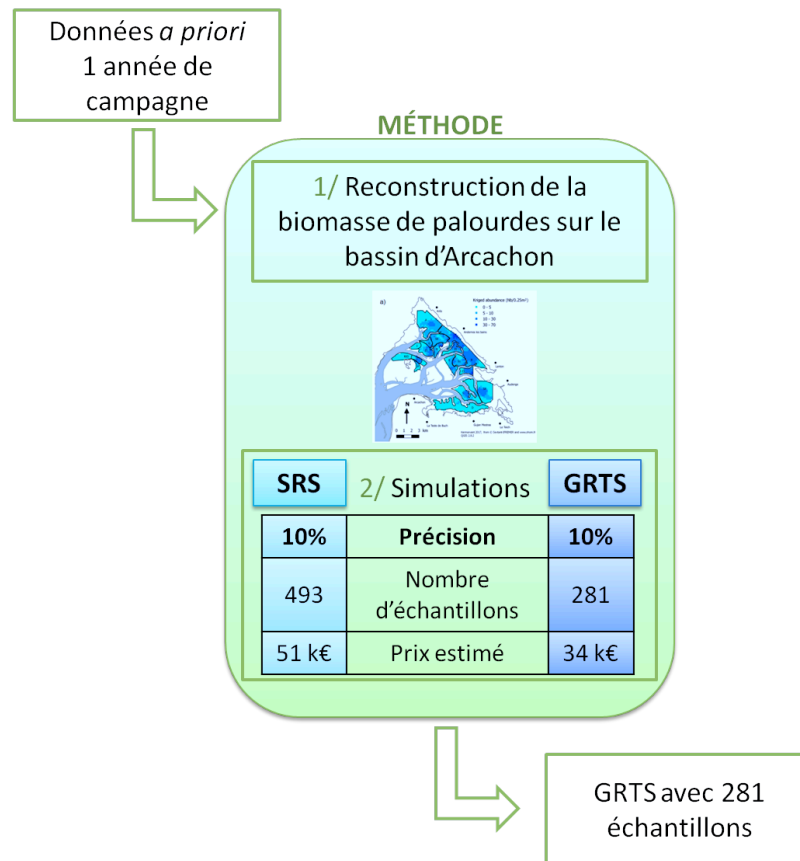 Données a priori
1 année de
campagne
MÉTHODE
1/ Reconstruction de la
biomasse de palourdes sur le
bassin d'Arcachon
a)
N
SRS
2/ Simulations
GRTS
10%
Précision
10%
493
Nombre
d'échantillons
281
51 k€
Prix estimé
34 k€
GRTS avec 281
échantillons